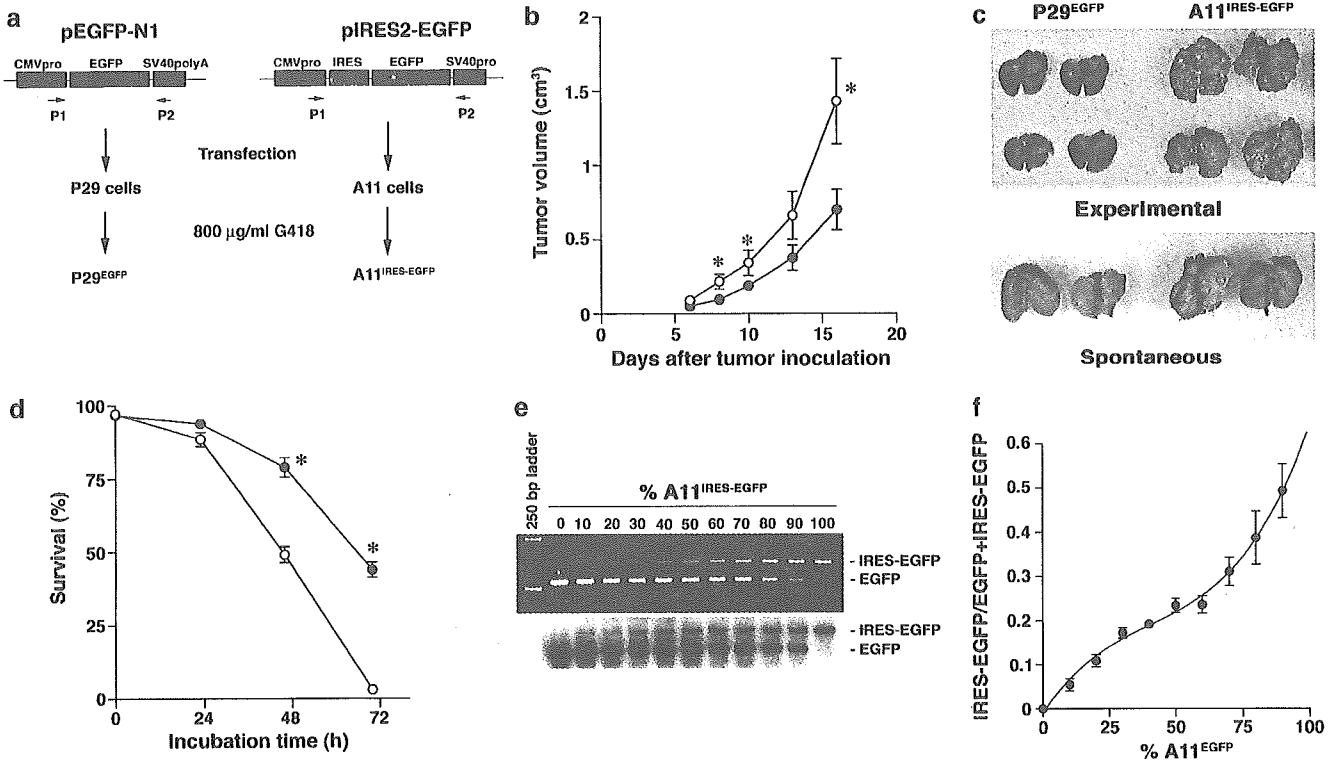 a
pEGFP-N1
pIRES2-EGFP
CMVpro EGFP SV40polyA
CMVpro IRES EGFP SV40pro
P1 P2
P1 P2
Transfection
P29 cells
A11 cells
800 µg/ml G418
P29EGFP
A11IRES-EGFP
b
Tumor volume (cm3)
2
1.5
1
0.5
0
* * *
0 5 10 15 20
Days after tumor inoculation
c
P29EGFP A11IRES-EGFP
Experimental
Spontaneous
d
Survival (%)
100
75
50
25
0
* *
0 24 48 72
Incubation time (h)
e
250 bp ladder
% A11IRES-EGFP
0 10 20 30 40 50 60 70 80 90 100
- IRES-EGFP
- EGFP
- IRES-EGFP
- EGFP
f
IRES-EGFP/EGFP+IRES-EGFP
0.6
0.5
0.4
0.3
0.2
0.1
0
0 25 50 75 100
% A11EGFP